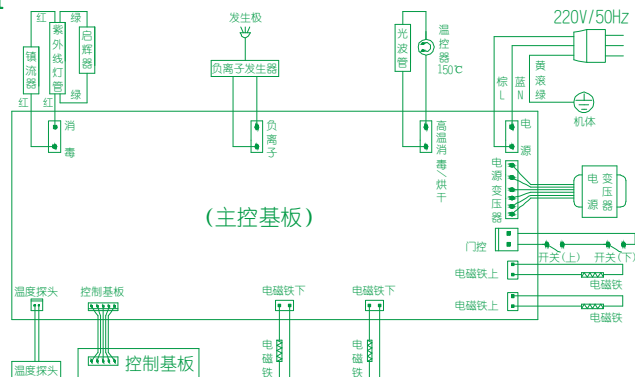 红
绿
镇流器
紫外线灯管
启辉器
绿
红
红
消毒
发生极
负离子发生器
负离子
光波管
温控器
150℃
高温消毒/烘干
220V/50Hz
棕L
蓝N
黄滚绿
机体
电源
电源变压器
电源
变压器
(主控基板)
门控
开关(上)
开关(下)
电磁铁上
电磁铁
电磁铁上
电磁铁
温度探头
控制基板
电磁铁下
电磁铁下
温度探头
控制基板
电磁铁
电磁铁